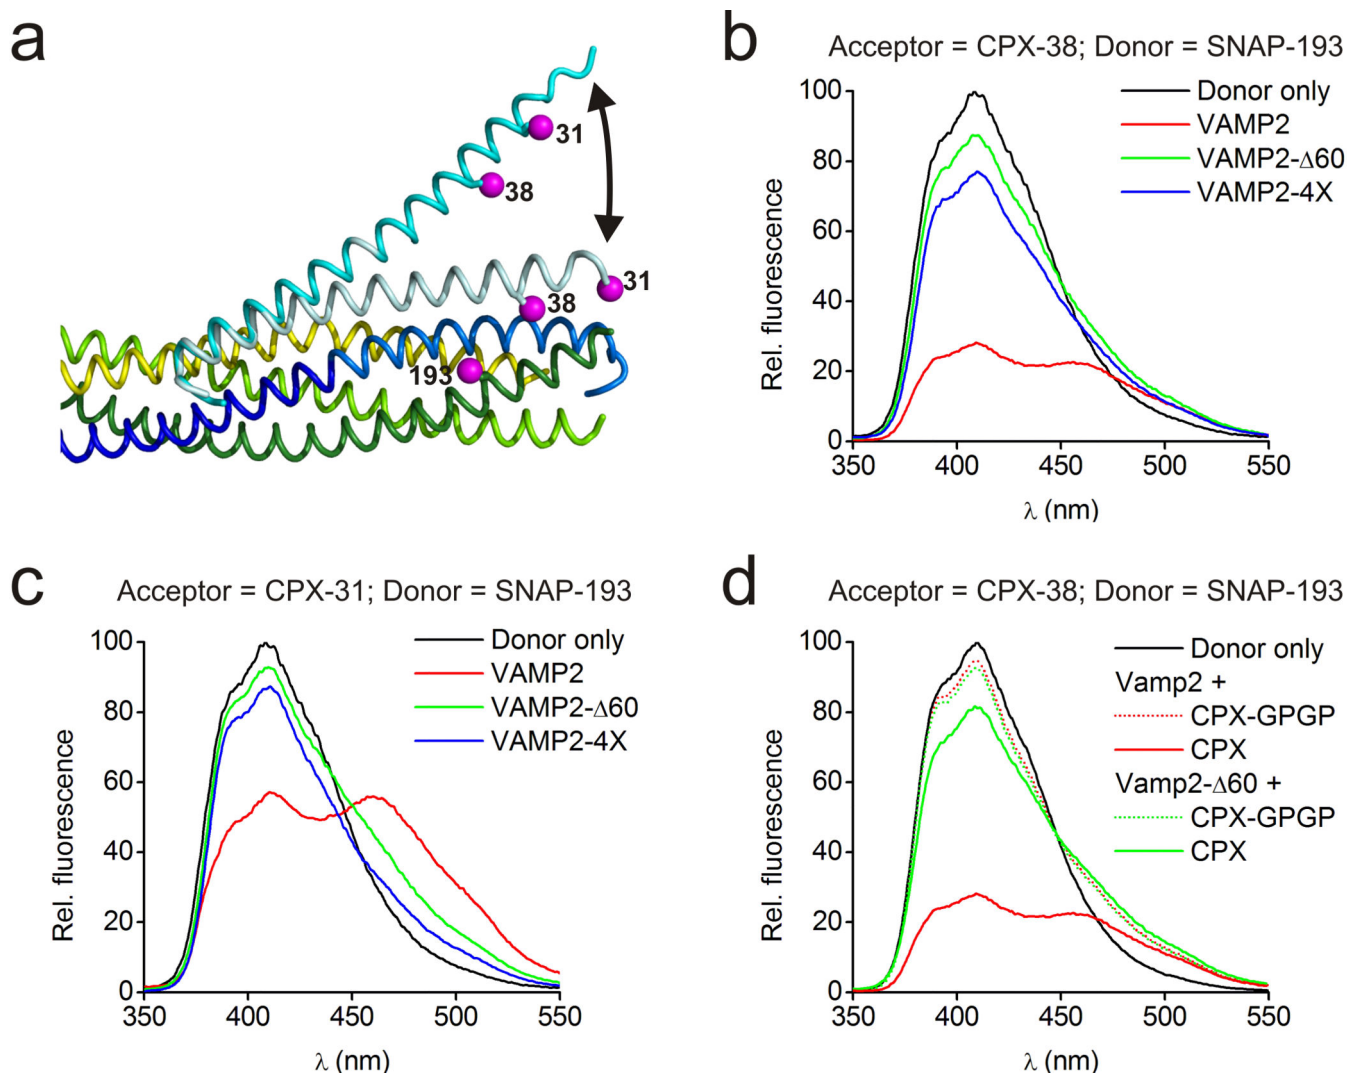 a
31
38
31
38
193
b
Acceptor = CPX-38; Donor = SNAP-193
Donor only
VAMP2
VAMP2-Δ60
VAMP2-4X
100
80
60
40
20
0
Rel. fluorescence
350 400 450 500 550
λ (nm)
c
Acceptor = CPX-31; Donor = SNAP-193
Donor only
VAMP2
VAMP2-Δ60
VAMP2-4X
100
80
60
40
20
0
Rel. fluorescence
350 400 450 500 550
λ (nm)
d
Acceptor = CPX-38; Donor = SNAP-193
Donor only
Vamp2 +
CPX-GPGP
CPX
Vamp2-Δ60 +
CPX-GPGP
CPX
100
80
60
40
20
0
Rel. fluorescence
350 400 450 500 550
λ (nm)